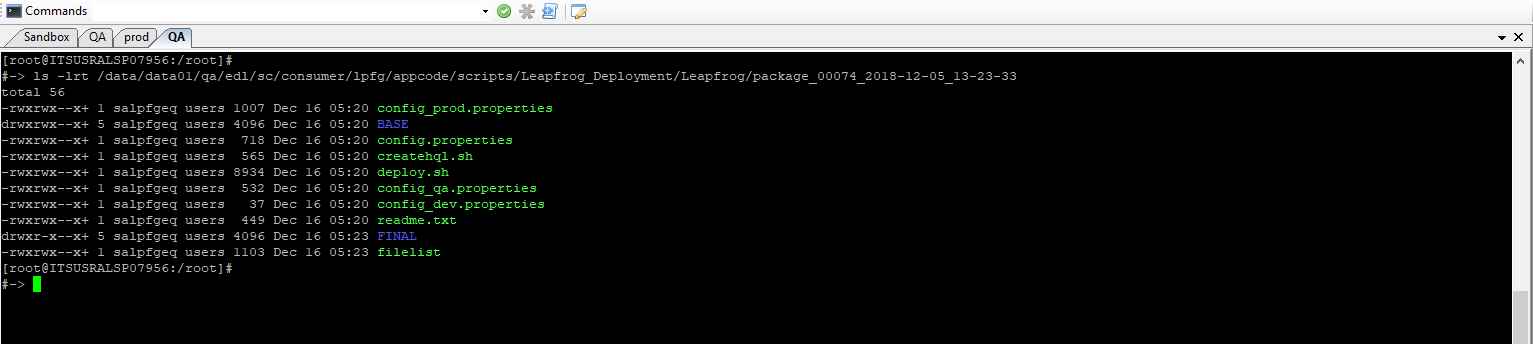 Commands
Sandbox QA prod QA
[root@ITSUSRALSP07956:/root]#
#-> ls -lrt /data/data01/qa/edl/sc/consumer/lpfg/appcode/scripts/Leapfrog_Deployment/Leapfrog/package_00074_2018-12-05_13-23-33
total 56
-rwxrwx--x+ 1 salpfgeq users 1007 Dec 16 05:20 config_prod.properties
drwxrwx--x+ 5 salpfgeq users 4096 Dec 16 05:20 BASE
-rwxrwx--x+ 1 salpfgeq users  718 Dec 16 05:20 config.properties
-rwxrwx--x+ 1 salpfgeq users  565 Dec 16 05:20 createhql.sh
-rwxrwx--x+ 1 salpfgeq users 8934 Dec 16 05:20 deploy.sh
-rwxrwx--x+ 1 salpfgeq users  532 Dec 16 05:20 config_qa.properties
-rwxrwx--x+ 1 salpfgeq users   37 Dec 16 05:20 config_dev.properties
-rwxrwx--x+ 1 salpfgeq users  449 Dec 16 05:20 readme.txt
drwxr-x--x+ 5 salpfgeq users 4096 Dec 16 05:23 FINAL
-rwxrwx--x+ 1 salpfgeq users 1103 Dec 16 05:23 filelist
[root@ITSUSRALSP07956:/root]#
#->